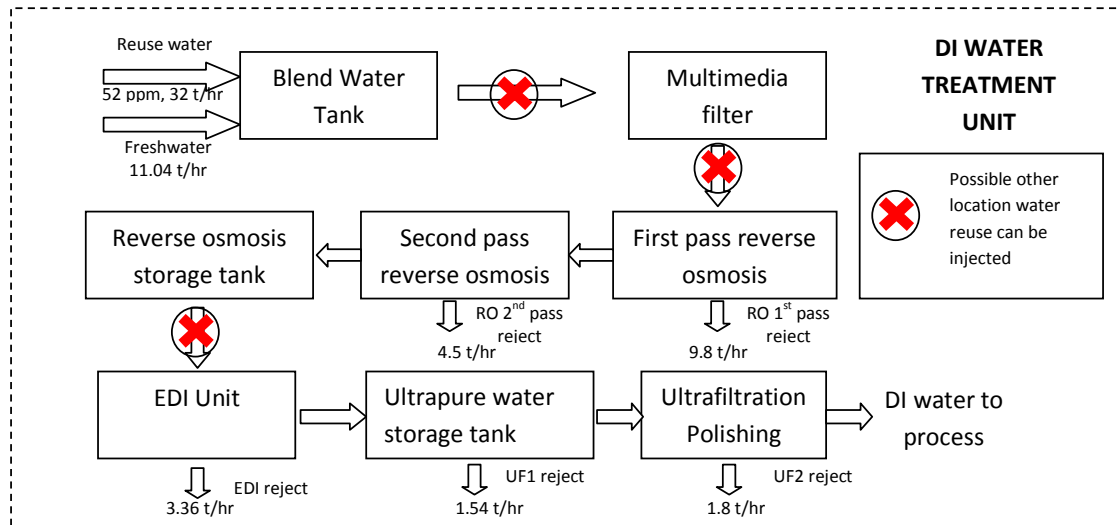 Reuse water
52 ppm, 32 t/hr
Freshwater
11.04 t/hr
Blend Water
Tank
Multimedia
filter
DI WATER
TREATMENT
UNIT
Possible other
location water
reuse can be
injected
Reverse osmosis
storage tank
Second pass
reverse osmosis
First pass reverse
osmosis
RO 2nd pass
reject
4.5 t/hr
RO 1st pass
reject
9.8 t/hr
EDI Unit
Ultrapure water
storage tank
Ultrafiltration
Polishing
DI water to
process
EDI reject
3.36 t/hr
UF1 reject
1.54 t/hr
UF2 reject
1.8 t/hr